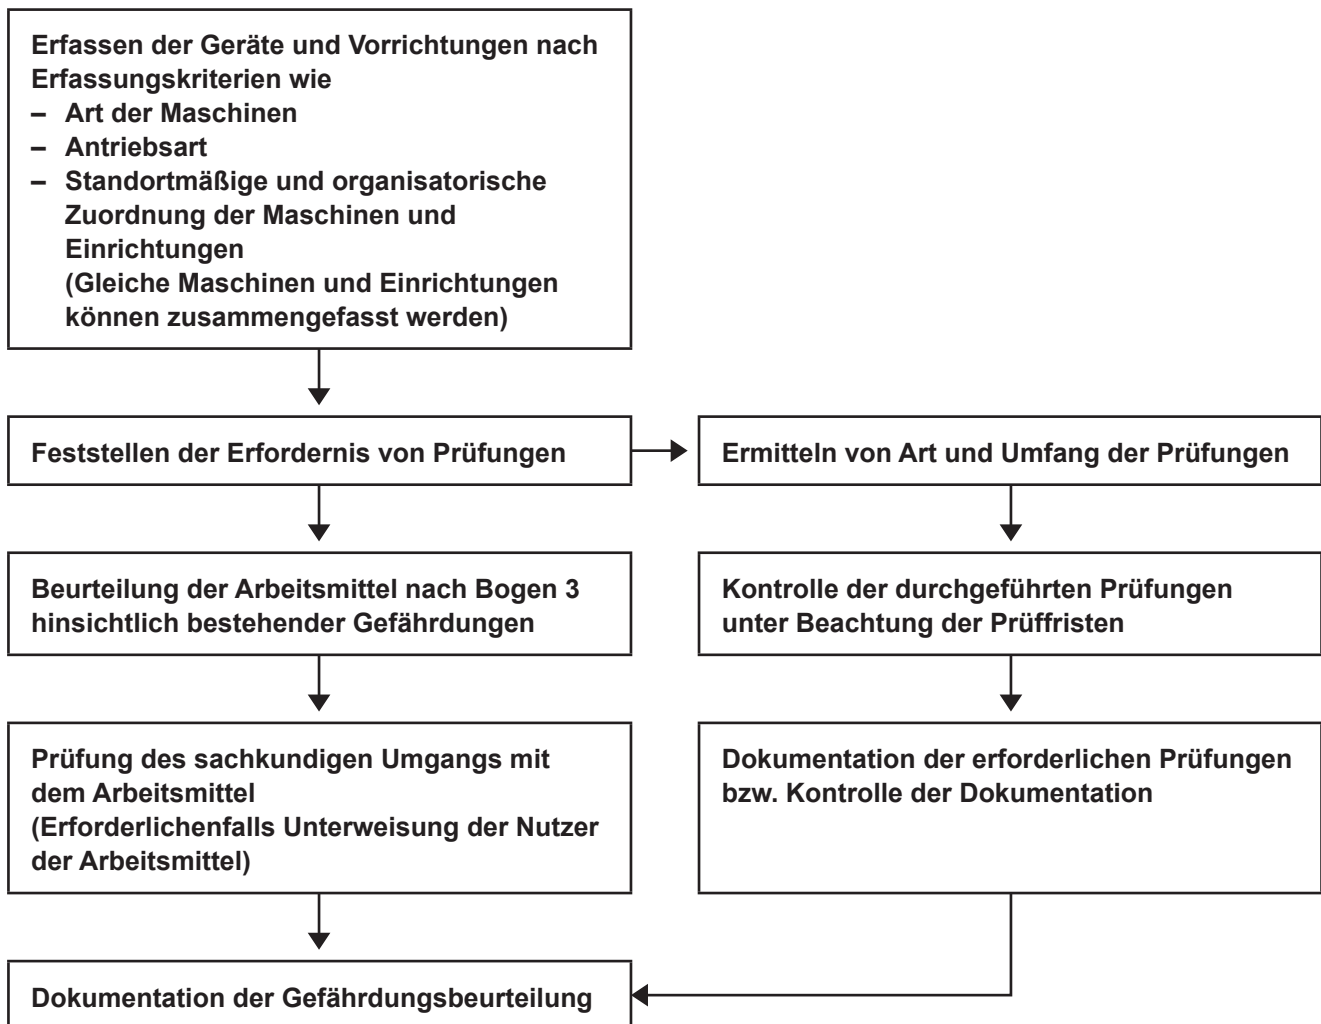 Erfassen der Geräte und Vorrichtungen nach
Erfassungskriterien wie
– Art der Maschinen
– Antriebsart
– Standortmäßige und organisatorische
Zuordnung der Maschinen und
Einrichtungen
(Gleiche Maschinen und Einrichtungen
können zusammengefasst werden)
Feststellen der Erfordernis von Prüfungen
Ermitteln von Art und Umfang der Prüfungen
Beurteilung der Arbeitsmittel nach Bogen 3
hinsichtlich bestehender Gefährdungen
Kontrolle der durchgeführten Prüfungen
unter Beachtung der Prüffristen
Prüfung des sachkundigen Umgangs mit
dem Arbeitsmittel
(Erforderlichenfalls Unterweisung der Nutzer
der Arbeitsmittel)
Dokumentation der erforderlichen Prüfungen
bzw. Kontrolle der Dokumentation
Dokumentation der Gefährdungsbeurteilung